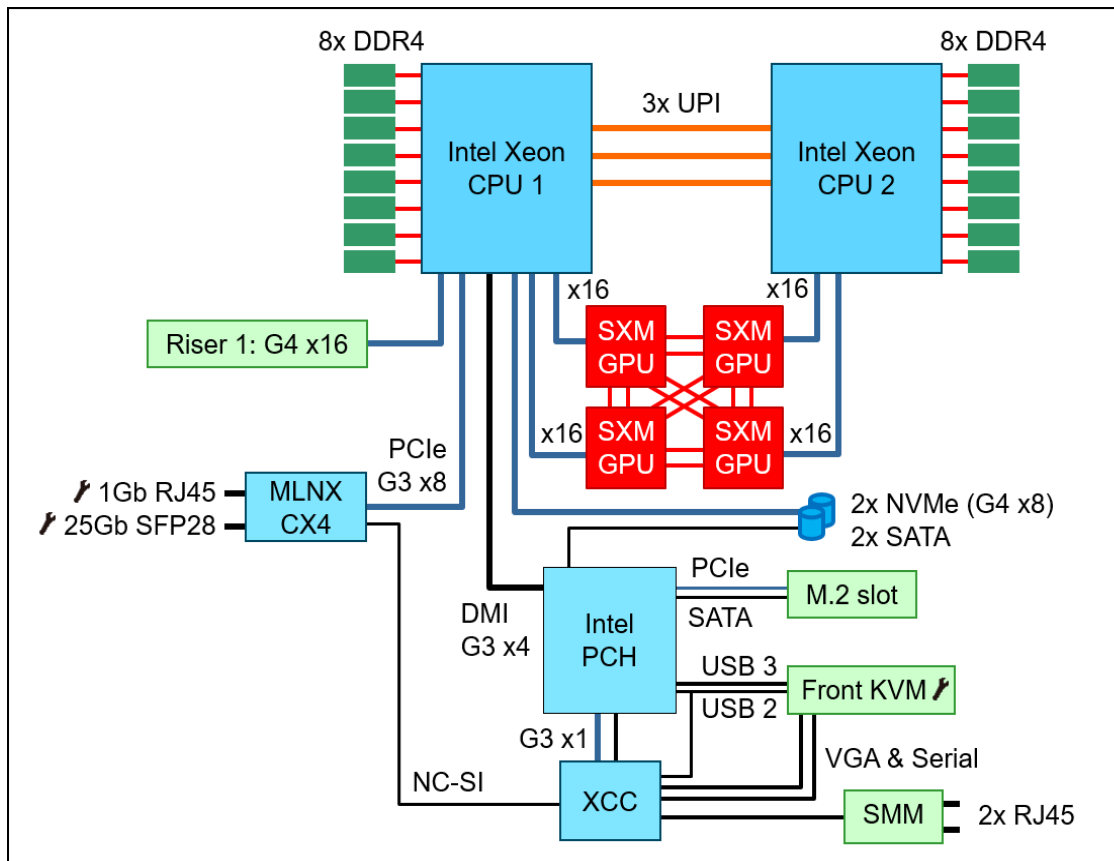 8x DDR4
8x DDR4
3x UPI
Intel Xeon
CPU 1
Intel Xeon
CPU 2
x16
x16
SXM
GPU
SXM
GPU
Riser 1: G4 x16
x16
SXM
GPU
SXM
GPU
x16
PCIe
G3 x8
1Gb RJ45
25Gb SFP28
MLNX
CX4
2x NVMe (G4 x8)
2x SATA
PCIe
M.2 slot
SATA
DMI
G3 x4
Intel
PCH
USB 3
USB 2
Front KVM
G3 x1
VGA & Serial
NC-SI
XCC
SMM
2x RJ45